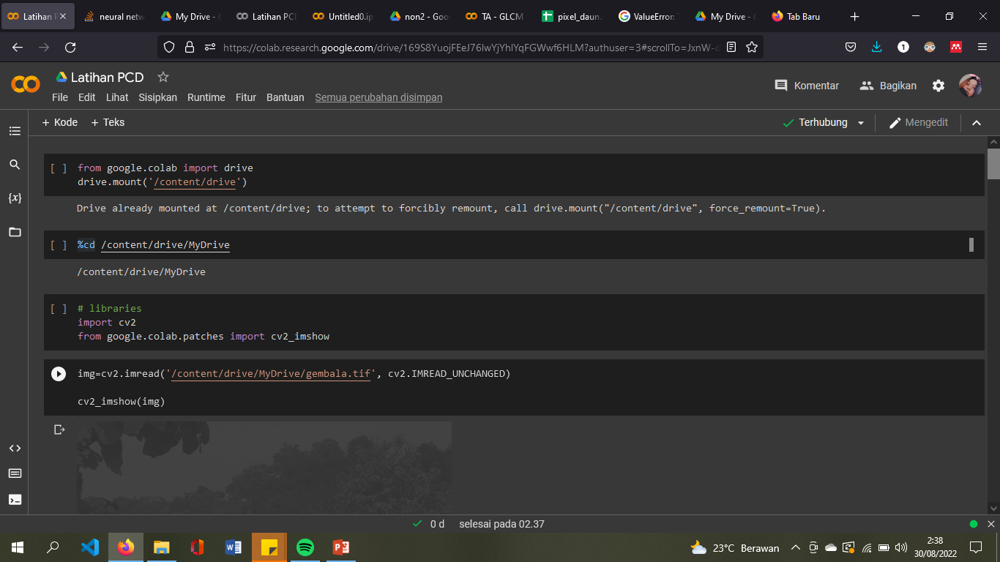 Latihan P
neural netw
My Drive - G
Latihan PCD
Untitled0.ip
non2 - Goo
TA - GLCM
pixel_daun.
ValueError:
My Drive - G
Tab Baru
https://colab.research.google.com/drive/169S8YuojFEeJ76lwYjYhlYqFGWwf6HLM?authuser=3#scrollTo=JxnW-
Latihan PCD
File Edit Lihat Sisipkan Runtime Fitur Bantuan Semua perubahan disimpan
Komentar Bagikan
+ Kode + Teks
Terhubung Mengedit
[ ] from google.colab import drive
drive.mount('/content/drive')
Drive already mounted at /content/drive; to attempt to forcibly remount, call drive.mount("/content/drive", force_remount=True).
[ ] %cd /content/drive/MyDrive
/content/drive/MyDrive
[ ] # libraries
import cv2
from google.colab.patches import cv2_imshow
img=cv2.imread('/content/drive/MyDrive/gembala.tif', cv2.IMREAD_UNCHANGED)
cv2_imshow(img)
0 d selesai pada 02.37
23°C Berawan
2:38
30/08/2022